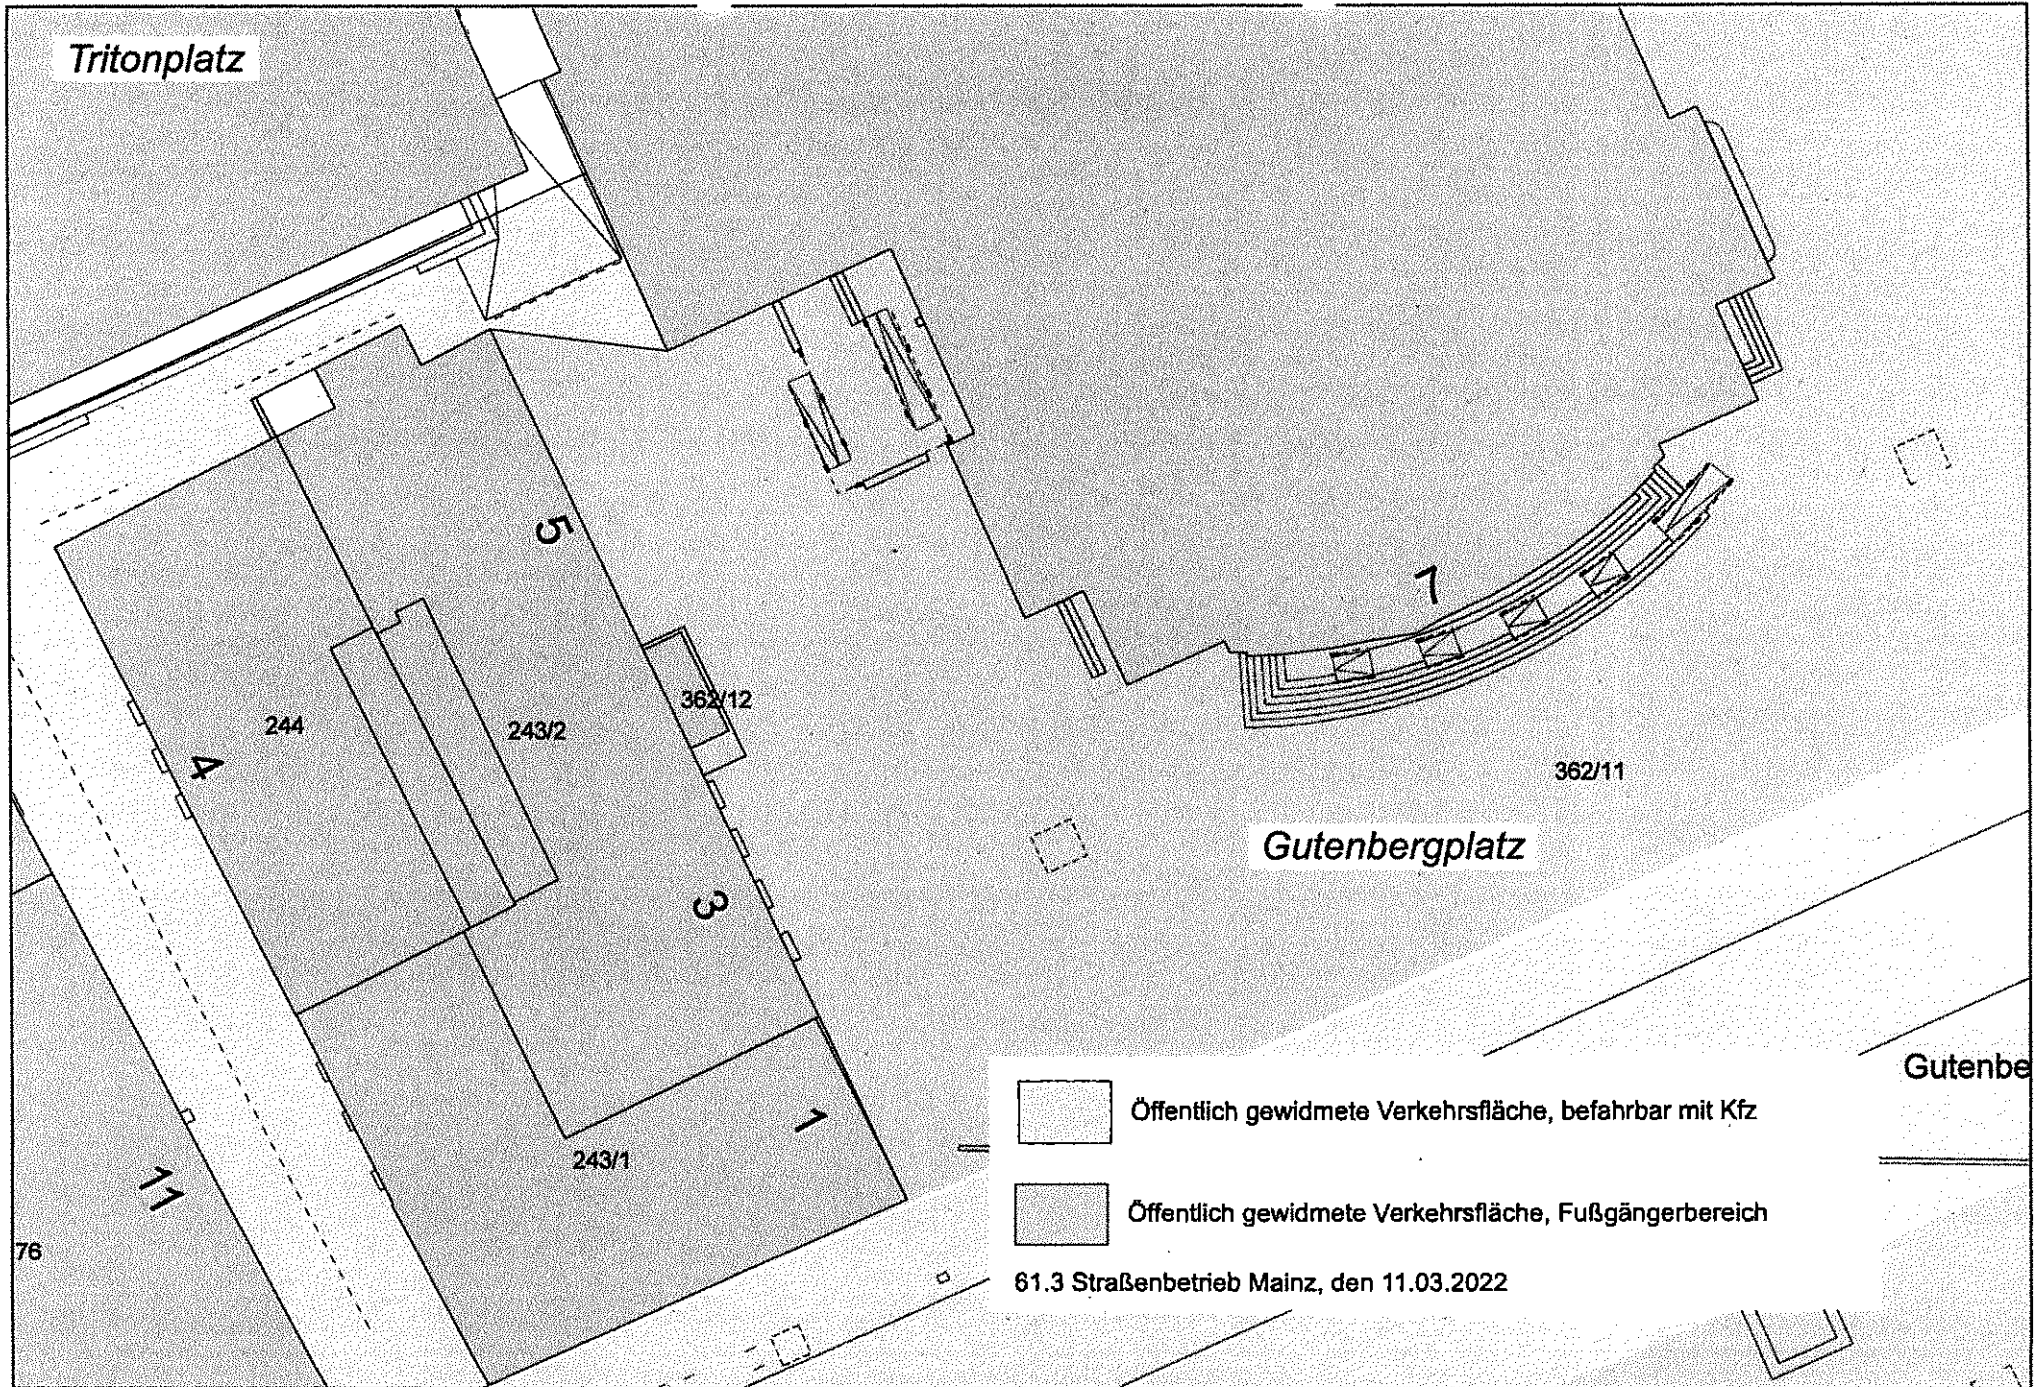 Tritonplatz
5
7
362/12
244
243/2
4
362/11
Gutenbergplatz
3
Gutenbe
1
Öffentlich gewidmete Verkehrsfläche, befahrbar mit Kfz
243/1
11
Öffentlich gewidmete Verkehrsfläche, Fußgängerbereich
76
61.3 Straßenbetrieb Mainz, den 11.03.2022